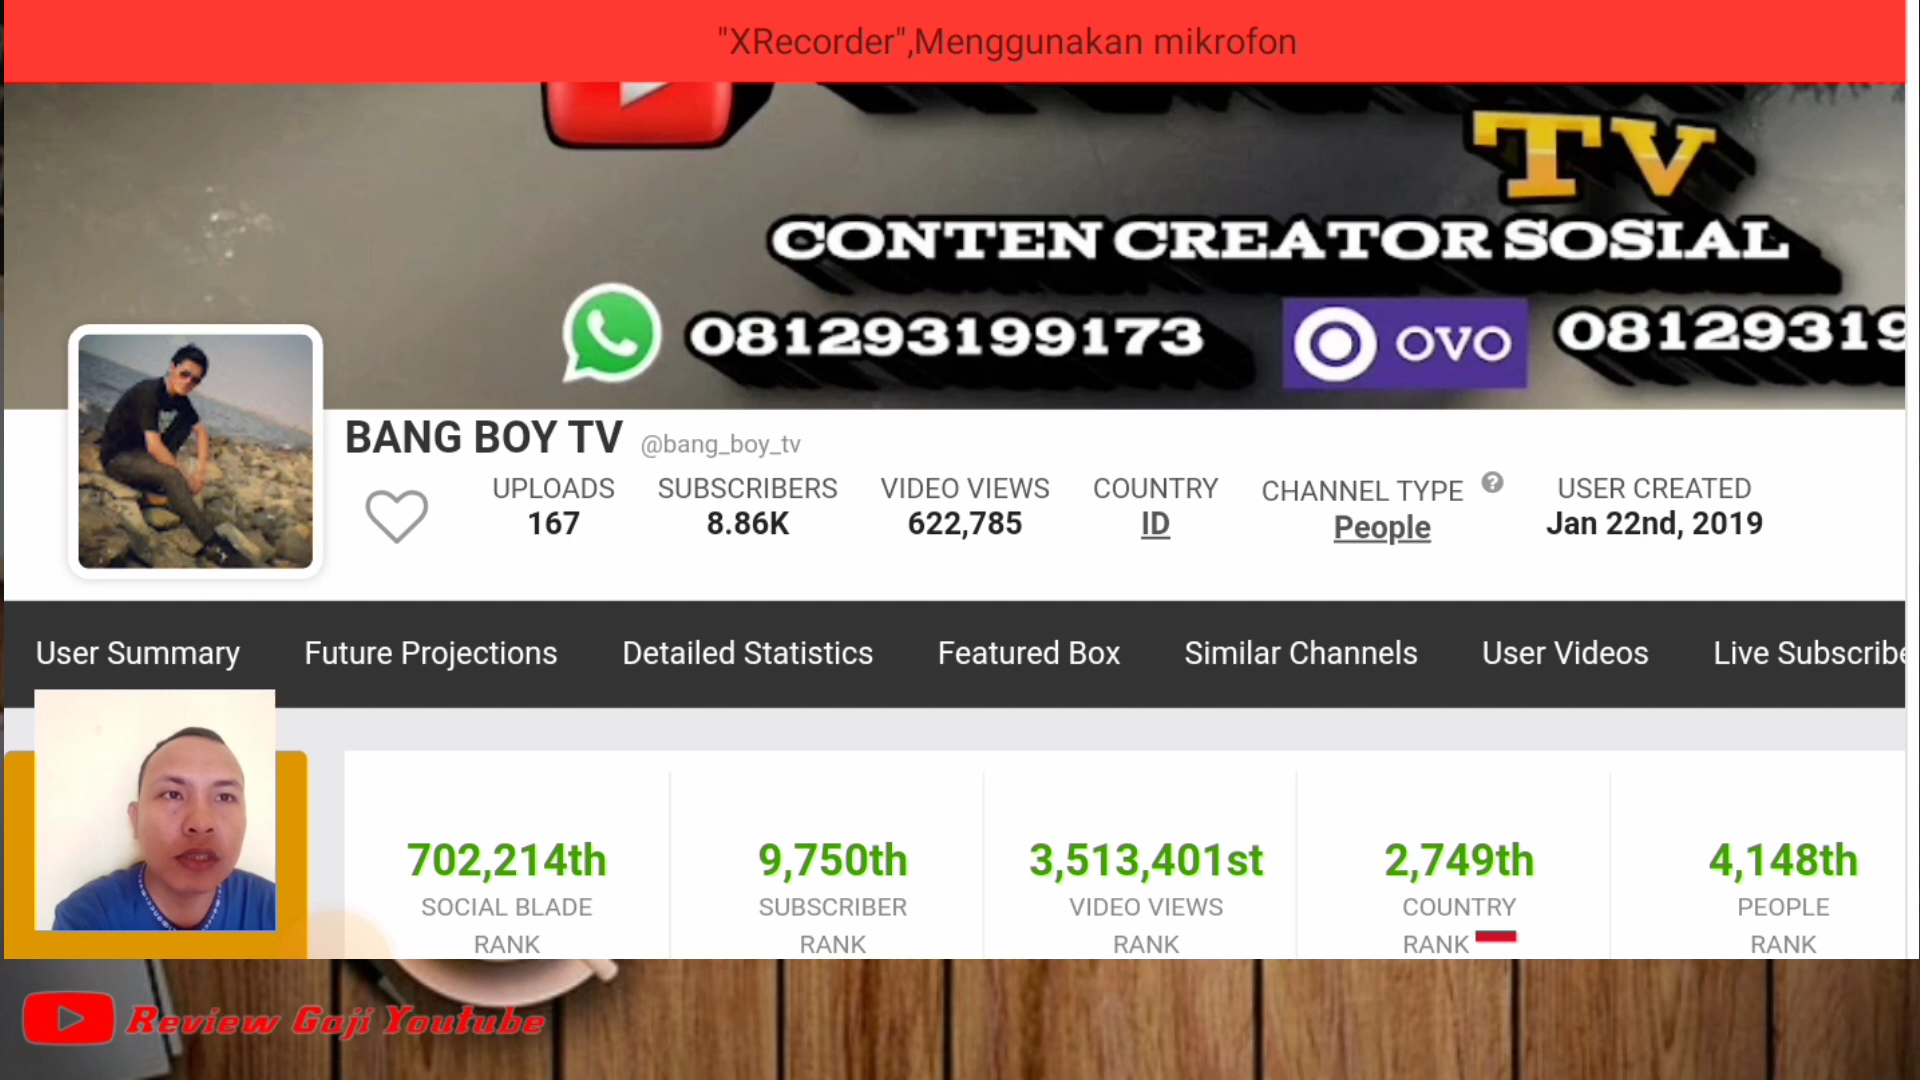 "XRecorder",Menggunakan mikrofon
TV
CONTEN CREATOR SOSIAL
081293199173 OVO 08129319
BANG BOY TV @bang_boy_tv
UPLOADS SUBSCRIBERS VIDEO VIEWS COUNTRY CHANNEL TYPE ? USER CREATED
167 8.86K 622,785 ID People Jan 22nd, 2019
User Summary Future Projections Detailed Statistics Featured Box Similar Channels User Videos Live Subscribe
702,214th 9,750th 3,513,401st 2,749th 4,148th
SOCIAL BLADE SUBSCRIBER VIDEO VIEWS COUNTRY PEOPLE
RANK RANK RANK RANK RANK
Review Gaji Youtube